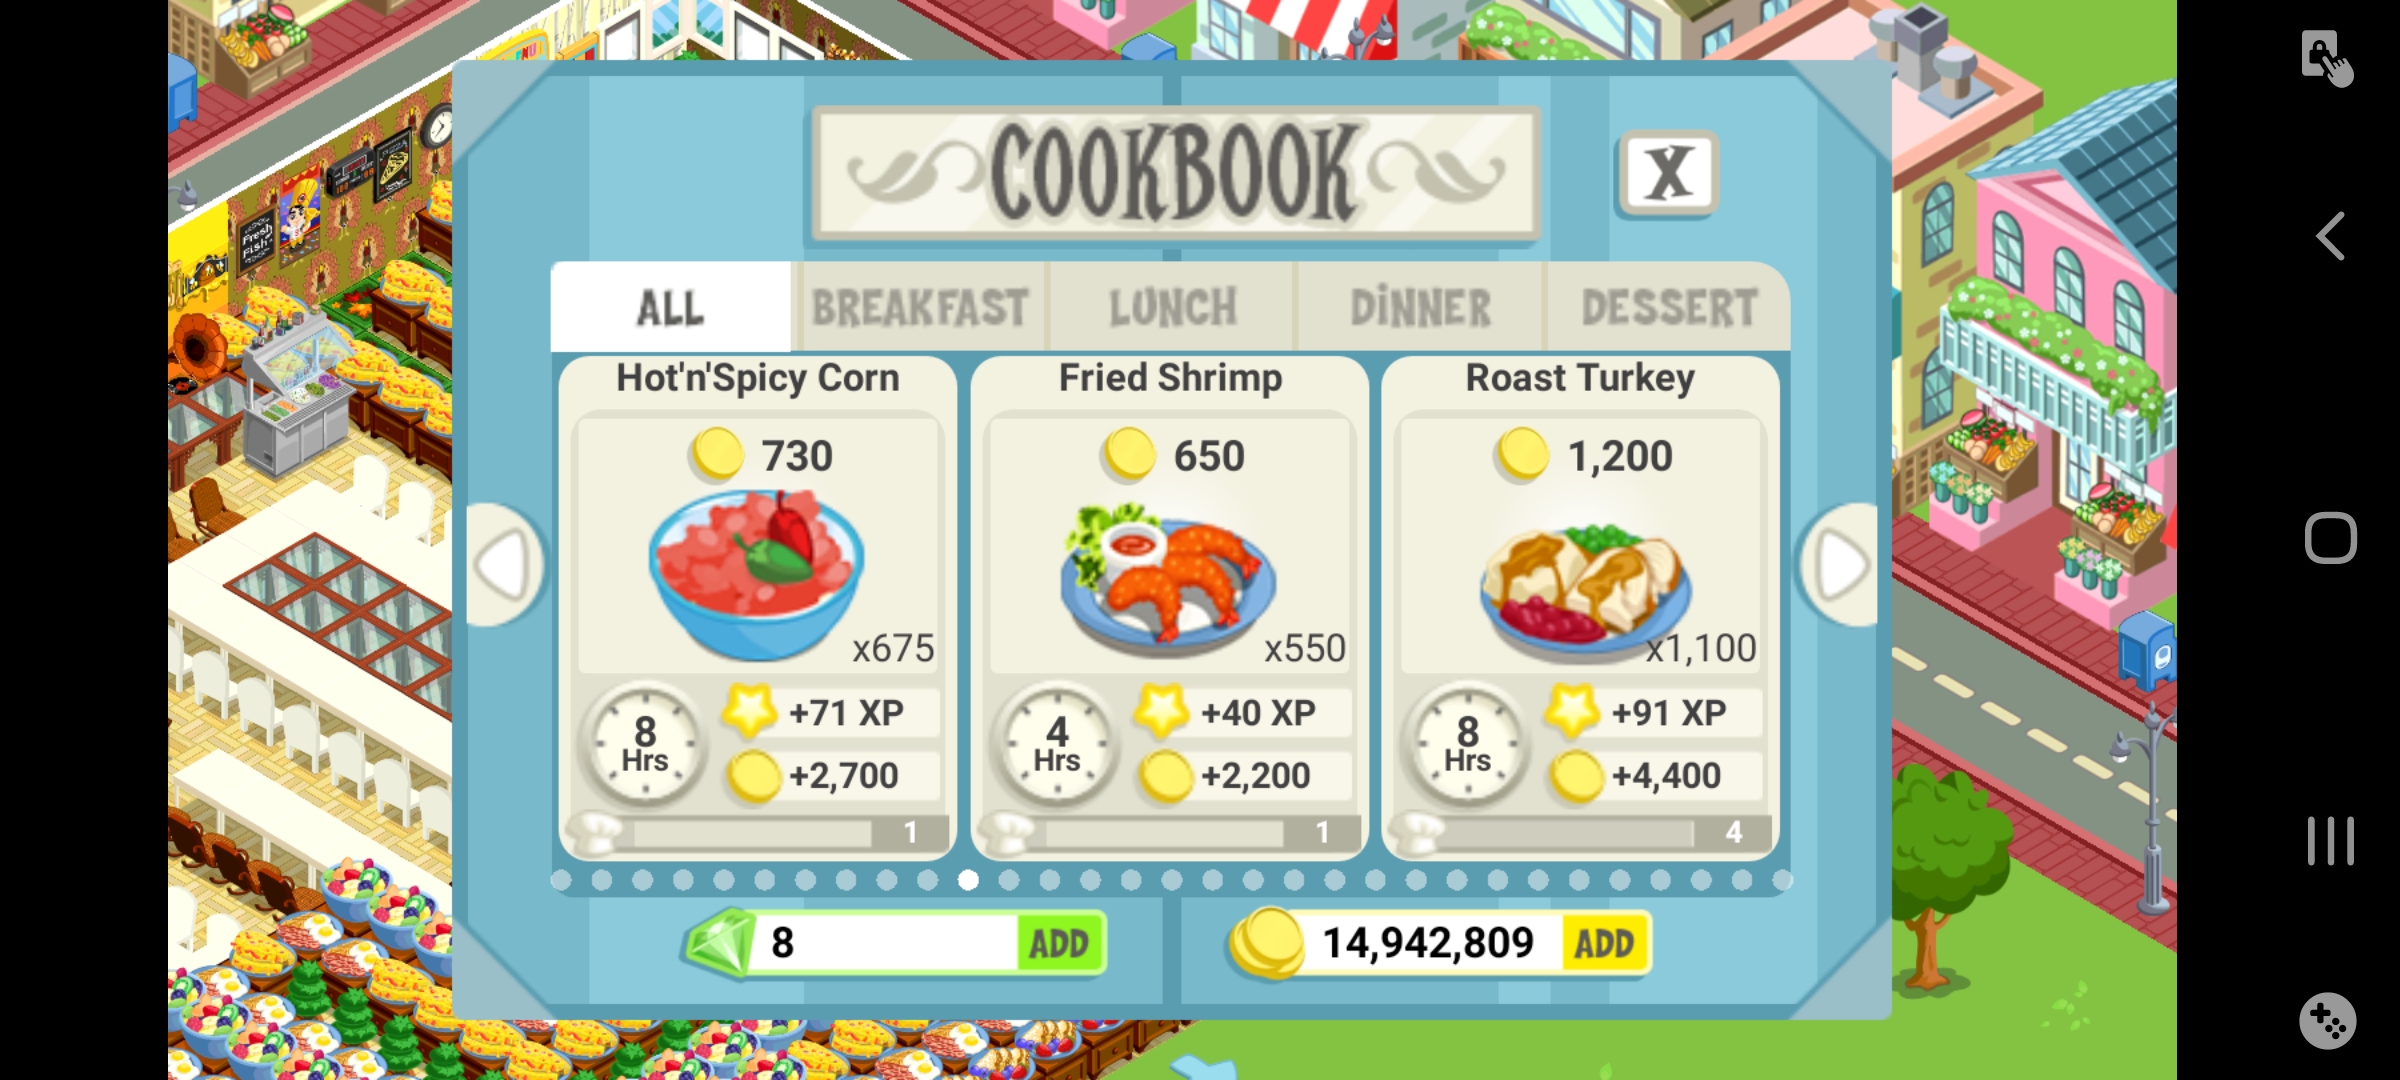 COOKBOOK
X
ALL
BREAKFAST
LUNCH
DINNER
DESSERT
Hot'n'Spicy Corn
730
x675
8
Hrs
+71 XP
+2,700
1
Fried Shrimp
650
x550
4
Hrs
+40 XP
+2,200
1
Roast Turkey
1,200
x1,100
8
Hrs
+91 XP
+4,400
4
8
ADD
14,942,809
ADD
Fresh
Fish